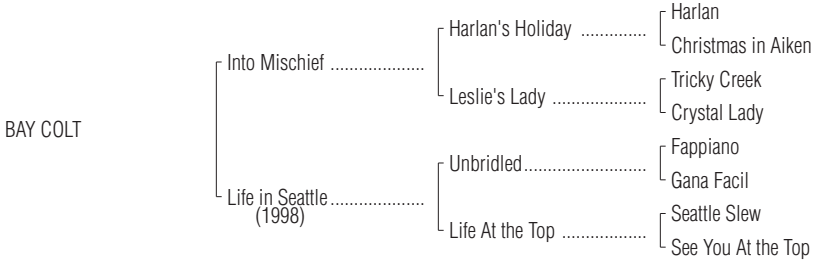 Harlan
Harlan's Holiday ..............
Christmas in Aiken
Into Mischief ....................
Tricky Creek
Leslie's Lady ....................
Crystal Lady
BAY COLT
Fappiano
Unbridled..........................
Gana Facil
Life in Seattle....................
(1998)
Seattle Slew
Life At the Top ..................
See You At the Top